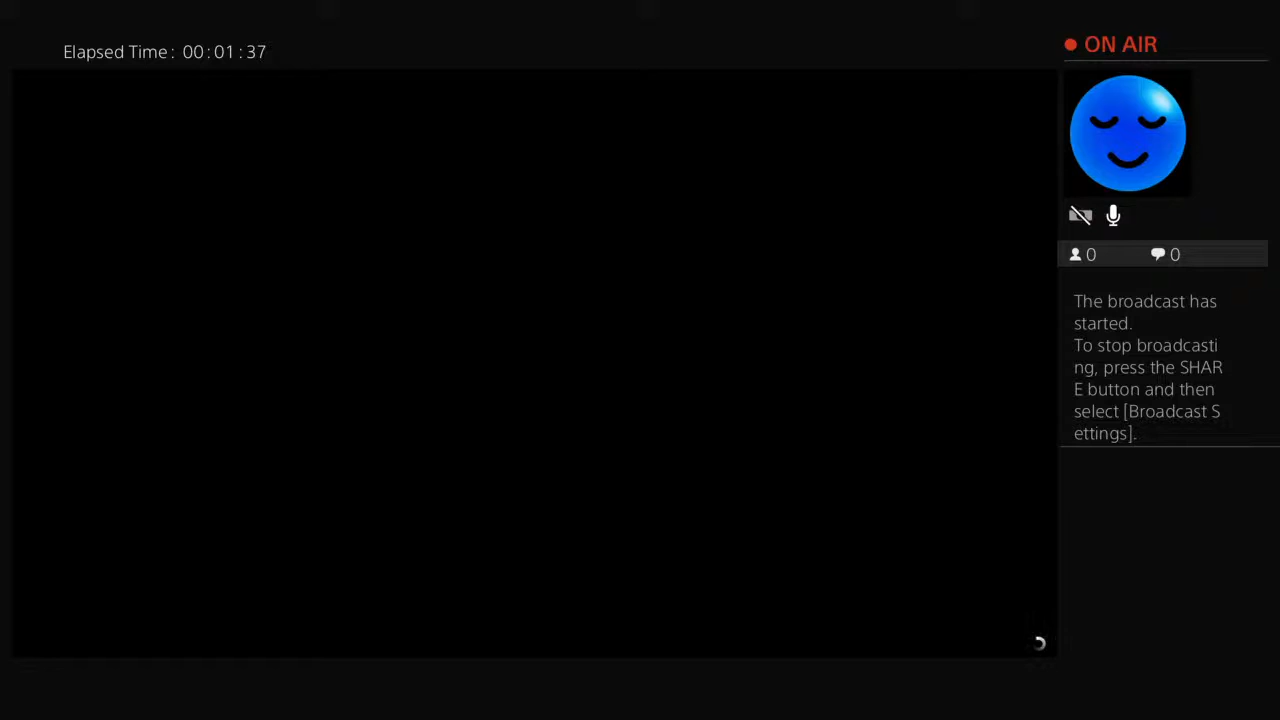 Elapsed Time: 00:01:37
ON AIR
0 0
The broadcast has
started.
To stop broadcasti
ng, press the SHAR
E button and then
select [Broadcast S
ettings].